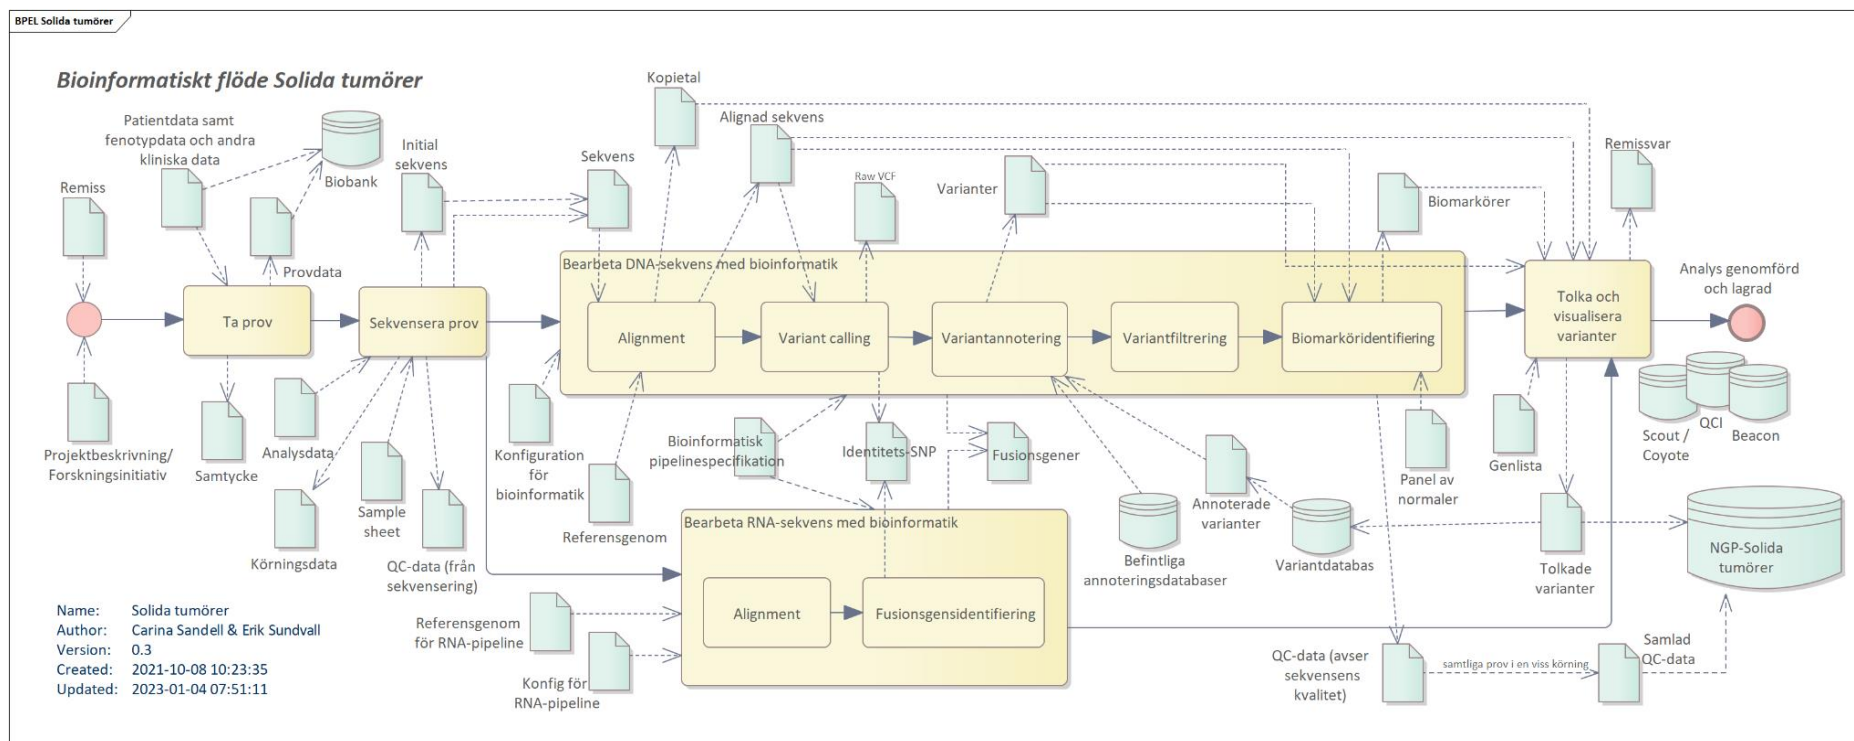 BPEL Solida tumörer
Bioinformatiskt flöde Solida tumörer
Patientdata samt
fenotypdata och andra
kliniska data
Biobank
Remiss
Provdata
Initial
sekvens
Sekvens
Kopietal
Alignad sekvens
Raw VCF
Varianter
Biomarkörer
Remissvar
Analys genomförd
och lagrad
Ta prov
Sekvensera prov
Bearbeta DNA-sekvens med bioinformatik
Alignment
Variant calling
Variantannotering
Variantfiltrering
Biomarköridentifiering
Tolka och
visualisera
varianter
Projektbeskrivning/
Forskningsinitiativ
Samtycke
Analysdata
Körningsdata
Sample
sheet
QC-data (från
sekvensering)
Konfiguration
för
bioinformatik
Referensgenom
Bioinformatisk
pipelinespecifikation
Identitets-SNP
Fusionsgener
Befintliga
annoteringsdatabaser
Annoterade
varianter
Variantdatabas
Panel av
normaler
Genlista
Tolkade
varianter
Scout /
Coyote
QCI
Beacon
NGP-Solida
tumörer
Bearbeta RNA-sekvens med bioinformatik
Alignment
Fusionsgensidentifiering
Referensgenom
för RNA-pipeline
Konfig för
RNA-pipeline
QC-data (avser
sekvensens
kvalitet)
samtliga prov i en viss körning
Samlad
QC-data
Name: Solida tumörer
Author: Carina Sandell & Erik Sundvall
Version: 0.3
Created: 2021-10-08 10:23:35
Updated: 2023-01-04 07:51:11